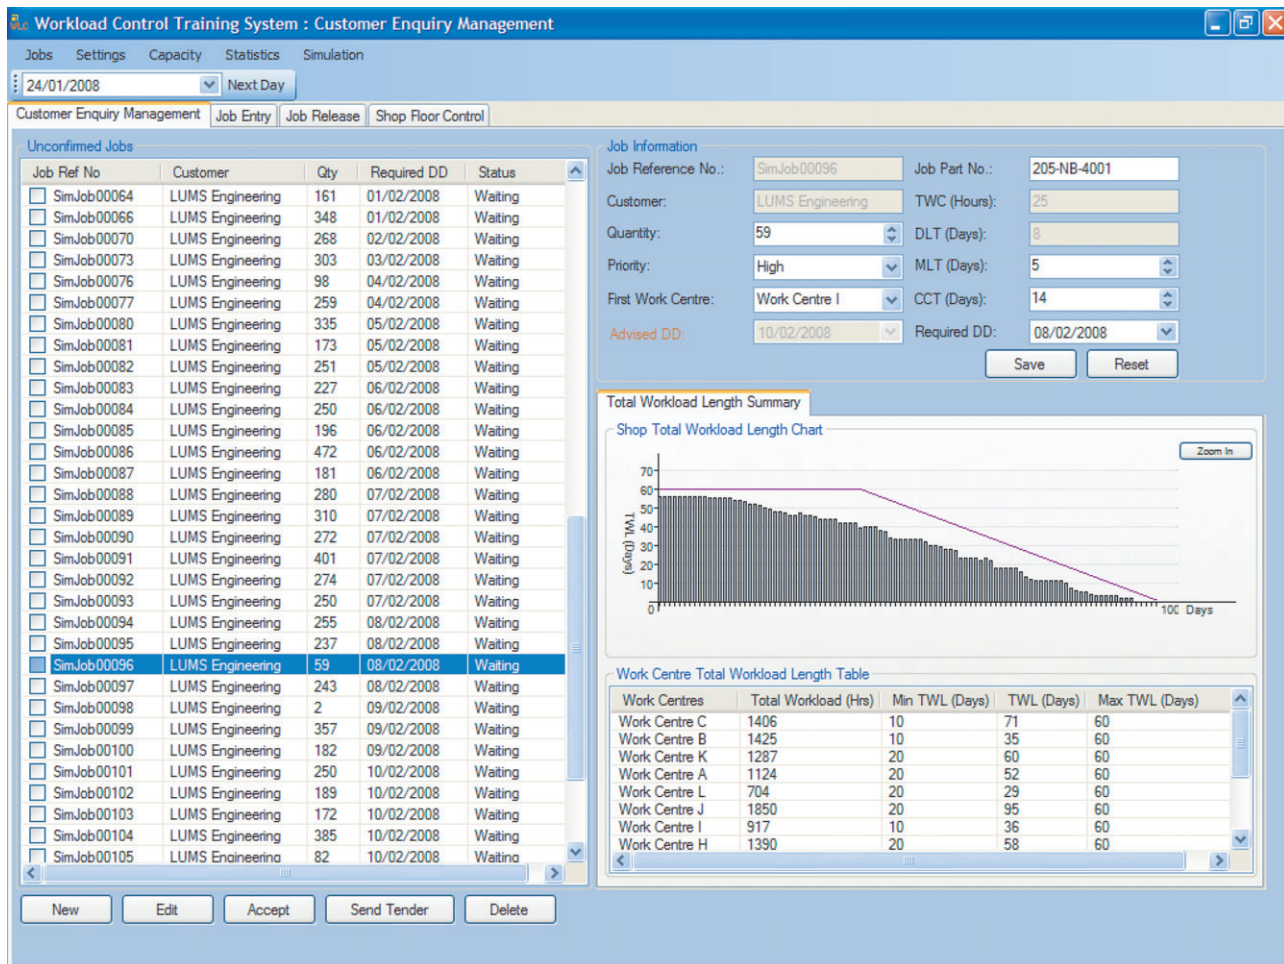 WLC Workload Control Training System : Customer Enquiry Management
Jobs Settings Capacity Statistics Simulation
24/01/2008 Next Day
Customer Enquiry Management Job Entry Job Release Shop Floor Control
Unconfirmed Jobs
Job Ref No Customer Qty Required DD Status
SimJob00064 LUMS Engineering 161 01/02/2008 Waiting
SimJob00066 LUMS Engineering 348 01/02/2008 Waiting
SimJob00070 LUMS Engineering 268 02/02/2008 Waiting
SimJob00073 LUMS Engineering 303 03/02/2008 Waiting
SimJob00076 LUMS Engineering 98 04/02/2008 Waiting
SimJob00077 LUMS Engineering 259 04/02/2008 Waiting
SimJob00080 LUMS Engineering 335 05/02/2008 Waiting
SimJob00081 LUMS Engineering 173 05/02/2008 Waiting
SimJob00082 LUMS Engineering 251 05/02/2008 Waiting
SimJob00083 LUMS Engineering 227 06/02/2008 Waiting
SimJob00084 LUMS Engineering 250 06/02/2008 Waiting
SimJob00085 LUMS Engineering 196 06/02/2008 Waiting
SimJob00086 LUMS Engineering 472 06/02/2008 Waiting
SimJob00087 LUMS Engineering 181 06/02/2008 Waiting
SimJob00088 LUMS Engineering 280 07/02/2008 Waiting
SimJob00089 LUMS Engineering 310 07/02/2008 Waiting
SimJob00090 LUMS Engineering 272 07/02/2008 Waiting
SimJob00091 LUMS Engineering 401 07/02/2008 Waiting
SimJob00092 LUMS Engineering 274 07/02/2008 Waiting
SimJob00093 LUMS Engineering 250 07/02/2008 Waiting
SimJob00094 LUMS Engineering 255 08/02/2008 Waiting
SimJob00095 LUMS Engineering 237 08/02/2008 Waiting
SimJob00096 LUMS Engineering 59 08/02/2008 Waiting
SimJob00097 LUMS Engineering 243 08/02/2008 Waiting
SimJob00098 LUMS Engineering 2 09/02/2008 Waiting
SimJob00099 LUMS Engineering 357 09/02/2008 Waiting
SimJob00100 LUMS Engineering 182 09/02/2008 Waiting
SimJob00101 LUMS Engineering 250 10/02/2008 Waiting
SimJob00102 LUMS Engineering 189 10/02/2008 Waiting
SimJob00103 LUMS Engineering 172 10/02/2008 Waiting
SimJob00104 LUMS Engineering 385 10/02/2008 Waiting
SimJob00105 LUMS Engineering 82 10/02/2008 Waiting
New Edit Accept Send Tender Delete
Job Information
Job Reference No.: SimJob00096 Job Part No.: 205-NB-4001
Customer: LUMS Engineering TWC (Hours): 25
Quantity: 59 DLT (Days): 8
Priority: High MLT (Days): 5
First Work Centre: Work Centre I CCT (Days): 14
Advised DD: 10/02/2008 Required DD: 08/02/2008
Save Reset
Total Workload Length Summary
Shop Total Workload Length Chart
Zoom In
70
60
50
40
30
20
10
TWL (Days)
0 100 Days
Work Centre Total Workload Length Table
Work Centres Total Workload (Hrs) Min TWL (Days) TWL (Days) Max TWL (Days)
Work Centre C 1406 10 71 60
Work Centre B 1425 10 35 60
Work Centre K 1287 20 60 60
Work Centre A 1124 20 52 60
Work Centre L 704 20 29 60
Work Centre J 1850 20 95 60
Work Centre I 917 10 36 60
Work Centre H 1390 20 58 60